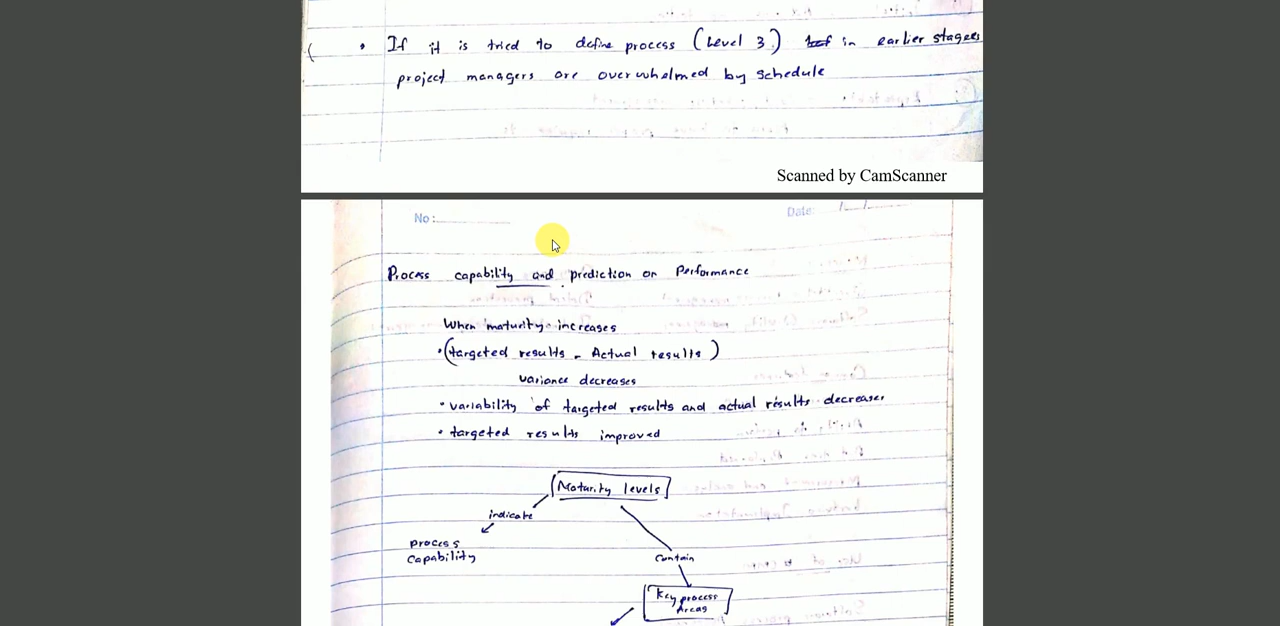 • If it is tried to define process (Level 3) in earlier stages
project managers are overwhelmed by schedule
Scanned by CamScanner
No:
Date: / /
Process capability and prediction on Performance
When maturity increases
• (targeted results - Actual results)
variance decreases
• variability of targeted results and actual results decreases
• targeted results improved
Maturity levels
indicate
process
capability
Contain
Key process
Areas